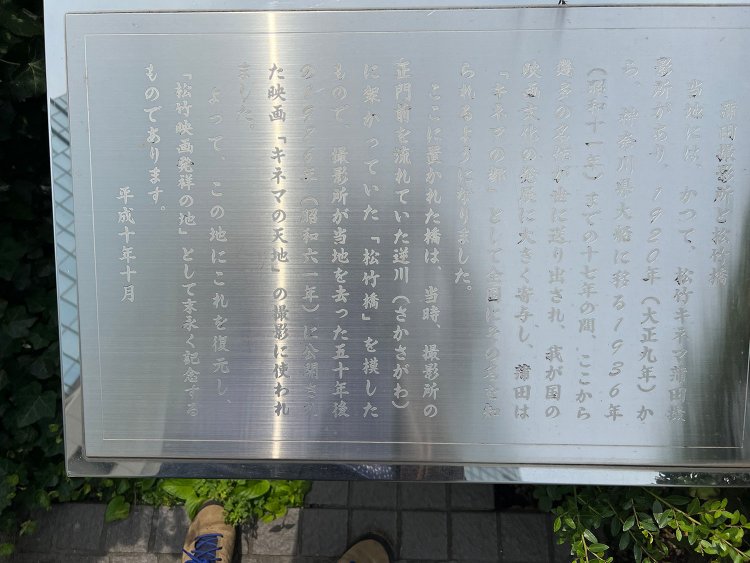 蒲田撮影所と松竹橋
当地には、かつて、松竹キネマ蒲田撮
影所があり、1920年（大正九年）か
ら、神奈川県大船に移る1936年
（昭和十一年）までの十七年の間、ここから
幾多の名作が世に送り出され、我が国の
映画文化の発展に大きく寄与し、蒲田は
「キネマの都」として全国にその名を知
られるようになりました。
ここに置かれた橋は、当時、撮影所の
正門前を流れていた逆川（さかさがわ）
に架かっていた「松竹橋」を模した
もので、撮影所が当地を去った五十年後
の1986年（昭和六一年）に公開され
た映画「キネマの天地」の撮影に使われ
ました。
よって、この地にこれを復元し、
「松竹映画発祥の地」として末永く記念する
ものであります。
平成十年十月